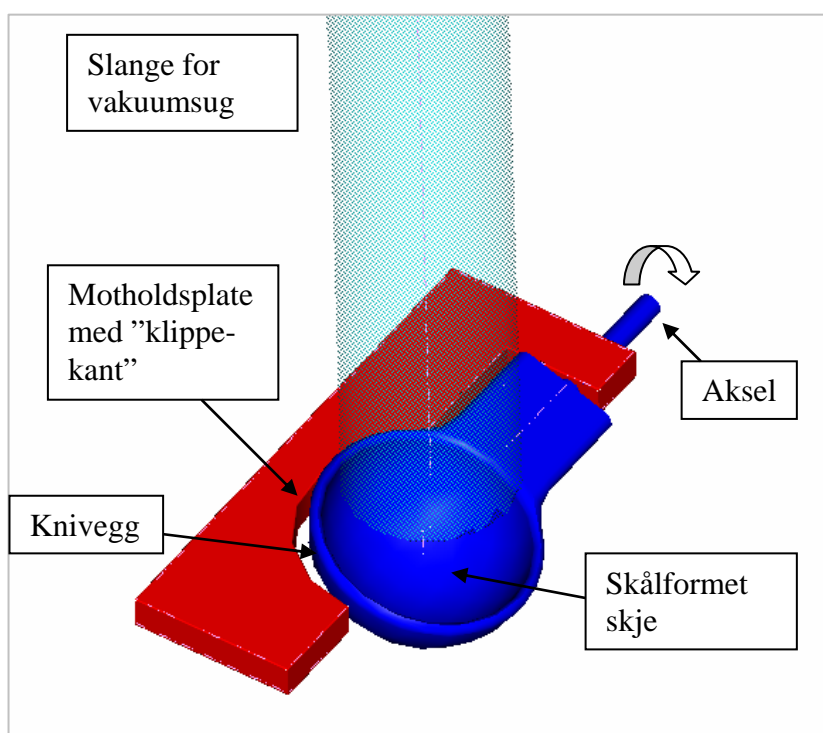 Slange for
vakuumsug
Motholdsplate
med ”klippe-
kant”
Aksel
Knivegg
Skålformet
skje